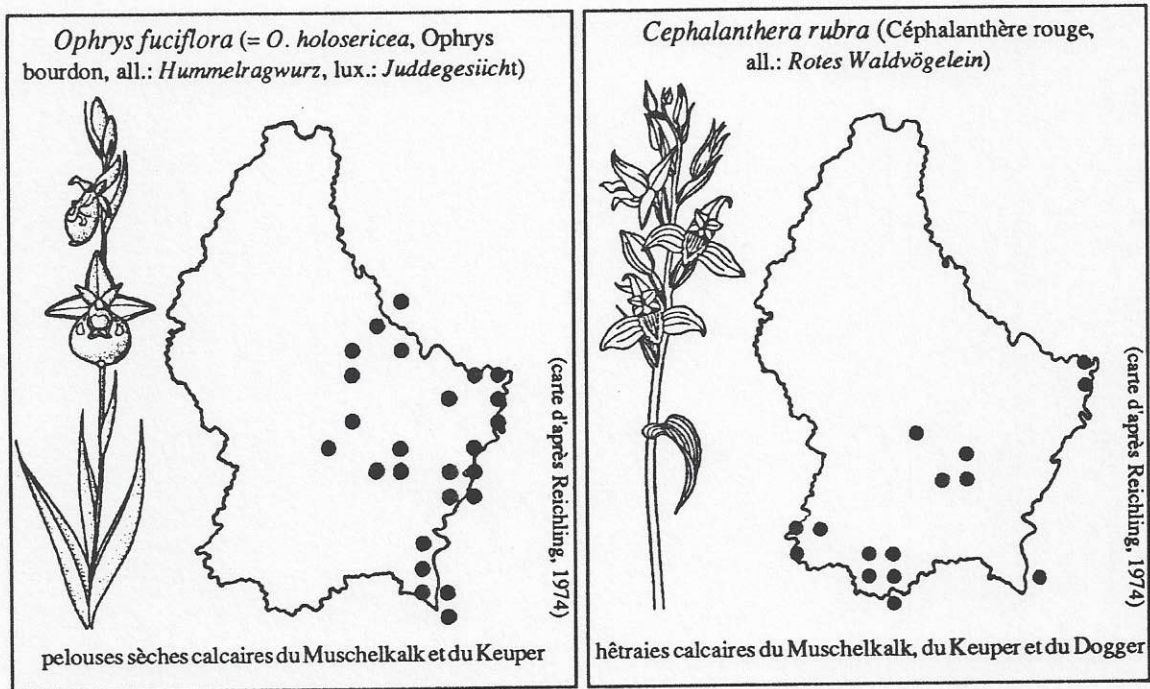 Ophrys fuciflora (= O. holosericea, Ophrys
bourdon, all.: Hummelragwurz, lux.: Juddegesiicht)
(carte d'après Reichling, 1974)
pelouses sèches calcaires du Muschelkalk et du Keuper
Cephalanthera rubra (Céphalanthère rouge,
all.: Rotes Waldvögelein)
(carte d'après Reichling, 1974)
hêtraies calcaires du Muschelkalk, du Keuper et du Dogger